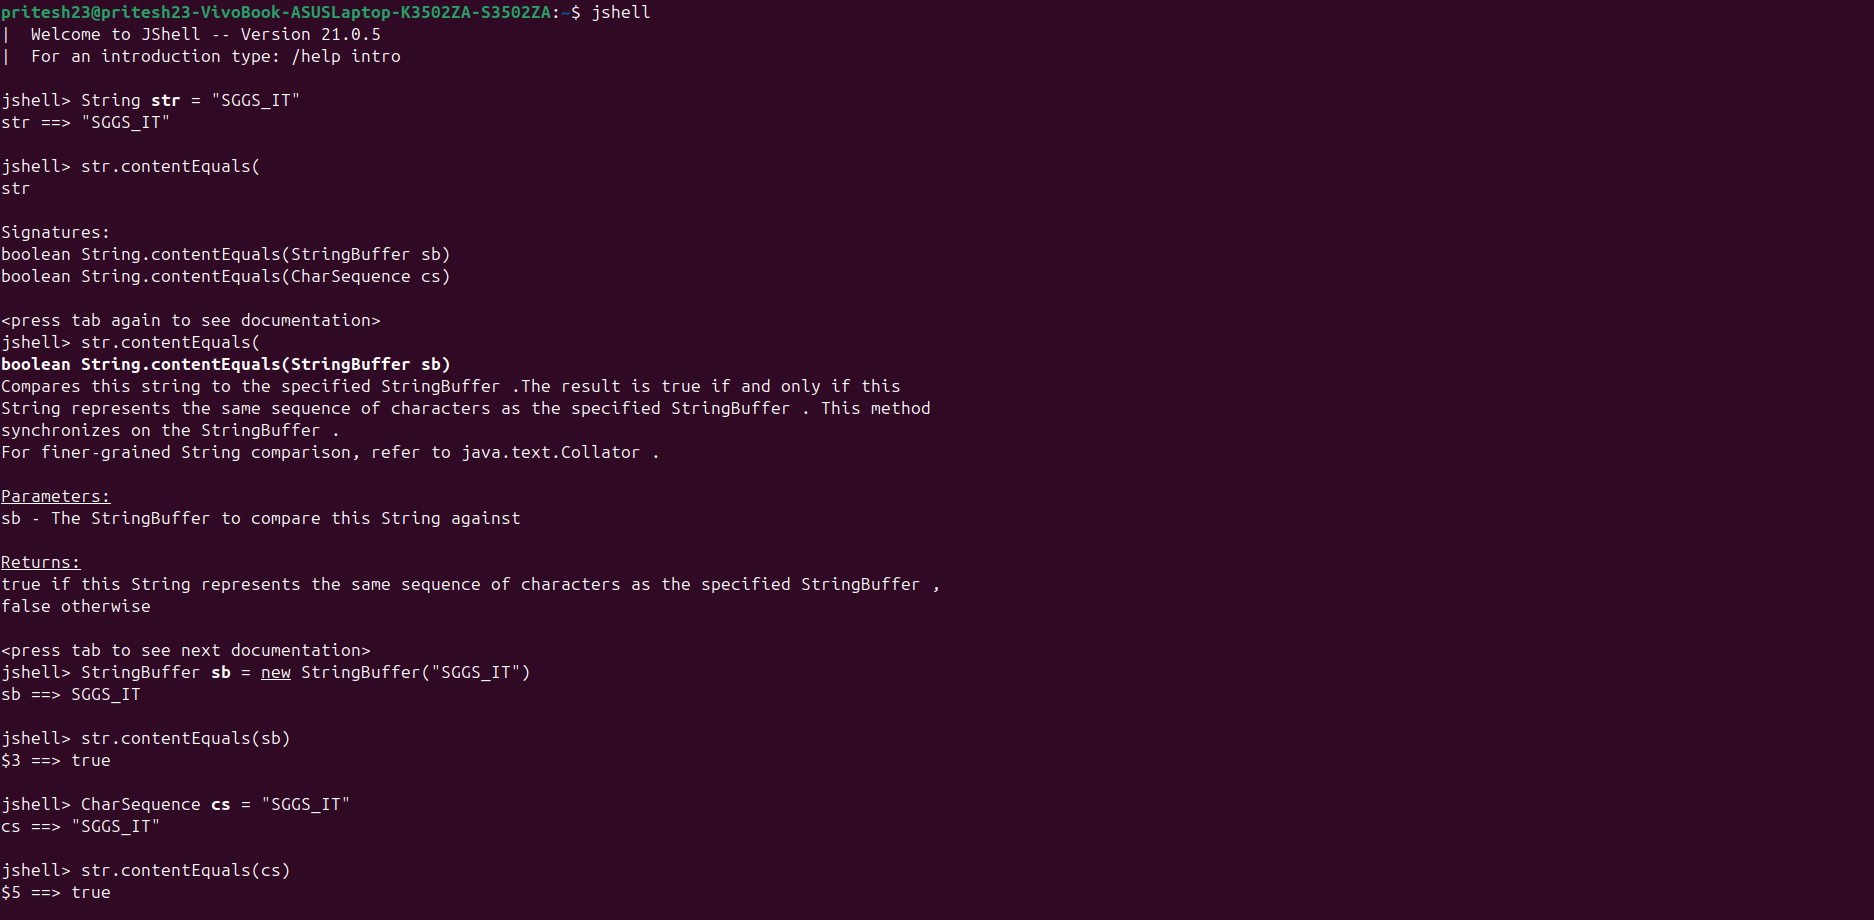 pritesh23@pritesh23-VivoBook-ASUSLaptop-K3502ZA-S3502ZA:~$ jshell
|  Welcome to JShell -- Version 21.0.5
|  For an introduction type: /help intro

jshell> String str = "SGGS_IT"
str ==> "SGGS_IT"

jshell> str.contentEquals(
str

Signatures:
boolean String.contentEquals(StringBuffer sb)
boolean String.contentEquals(CharSequence cs)

<press tab again to see documentation>
jshell> str.contentEquals(
boolean String.contentEquals(StringBuffer sb)
Compares this string to the specified StringBuffer .The result is true if and only if this
String represents the same sequence of characters as the specified StringBuffer . This method
synchronizes on the StringBuffer .
For finer-grained String comparison, refer to java.text.Collator .

Parameters:
sb - The StringBuffer to compare this String against

Returns:
true if this String represents the same sequence of characters as the specified StringBuffer ,
false otherwise

<press tab to see next documentation>
jshell> StringBuffer sb = new StringBuffer("SGGS_IT")
sb ==> SGGS_IT

jshell> str.contentEquals(sb)
$3 ==> true

jshell> CharSequence cs = "SGGS_IT"
cs ==> "SGGS_IT"

jshell> str.contentEquals(cs)
$5 ==> true